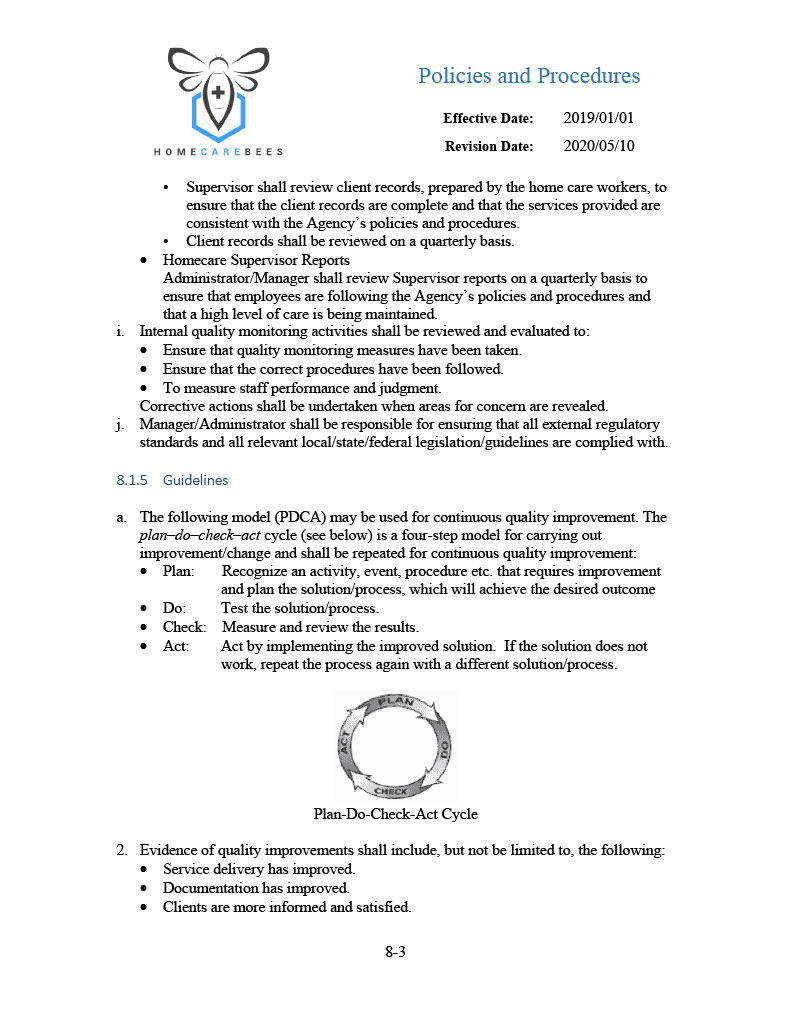 HOMECAREBEES
Policies and Procedures
Effective Date: 2019/01/01
Revision Date: 2020/05/10
• Supervisor shall review client records, prepared by the home care workers, to
ensure that the client records are complete and that the services provided are
consistent with the Agency’s policies and procedures.
• Client records shall be reviewed on a quarterly basis.
• Homecare Supervisor Reports
Administrator/Manager shall review Supervisor reports on a quarterly basis to
ensure that employees are following the Agency’s policies and procedures and
that a high level of care is being maintained.
i. Internal quality monitoring activities shall be reviewed and evaluated to:
• Ensure that quality monitoring measures have been taken.
• Ensure that the correct procedures have been followed.
• To measure staff performance and judgment.
Corrective actions shall be undertaken when areas for concern are revealed.
j. Manager/Administrator shall be responsible for ensuring that all external regulatory
standards and all relevant local/state/federal legislation/guidelines are complied with.
8.1.5 Guidelines
a. The following model (PDCA) may be used for continuous quality improvement. The
plan–do–check–act cycle (see below) is a four-step model for carrying out
improvement/change and shall be repeated for continuous quality improvement:
• Plan: Recognize an activity, event, procedure etc. that requires improvement
and plan the solution/process, which will achieve the desired outcome
• Do: Test the solution/process.
• Check: Measure and review the results.
• Act: Act by implementing the improved solution. If the solution does not
work, repeat the process again with a different solution/process.
PLAN
DO
CHECK
ACT
Plan-Do-Check-Act Cycle
2. Evidence of quality improvements shall include, but not be limited to, the following:
• Service delivery has improved.
• Documentation has improved.
• Clients are more informed and satisfied.
8-3